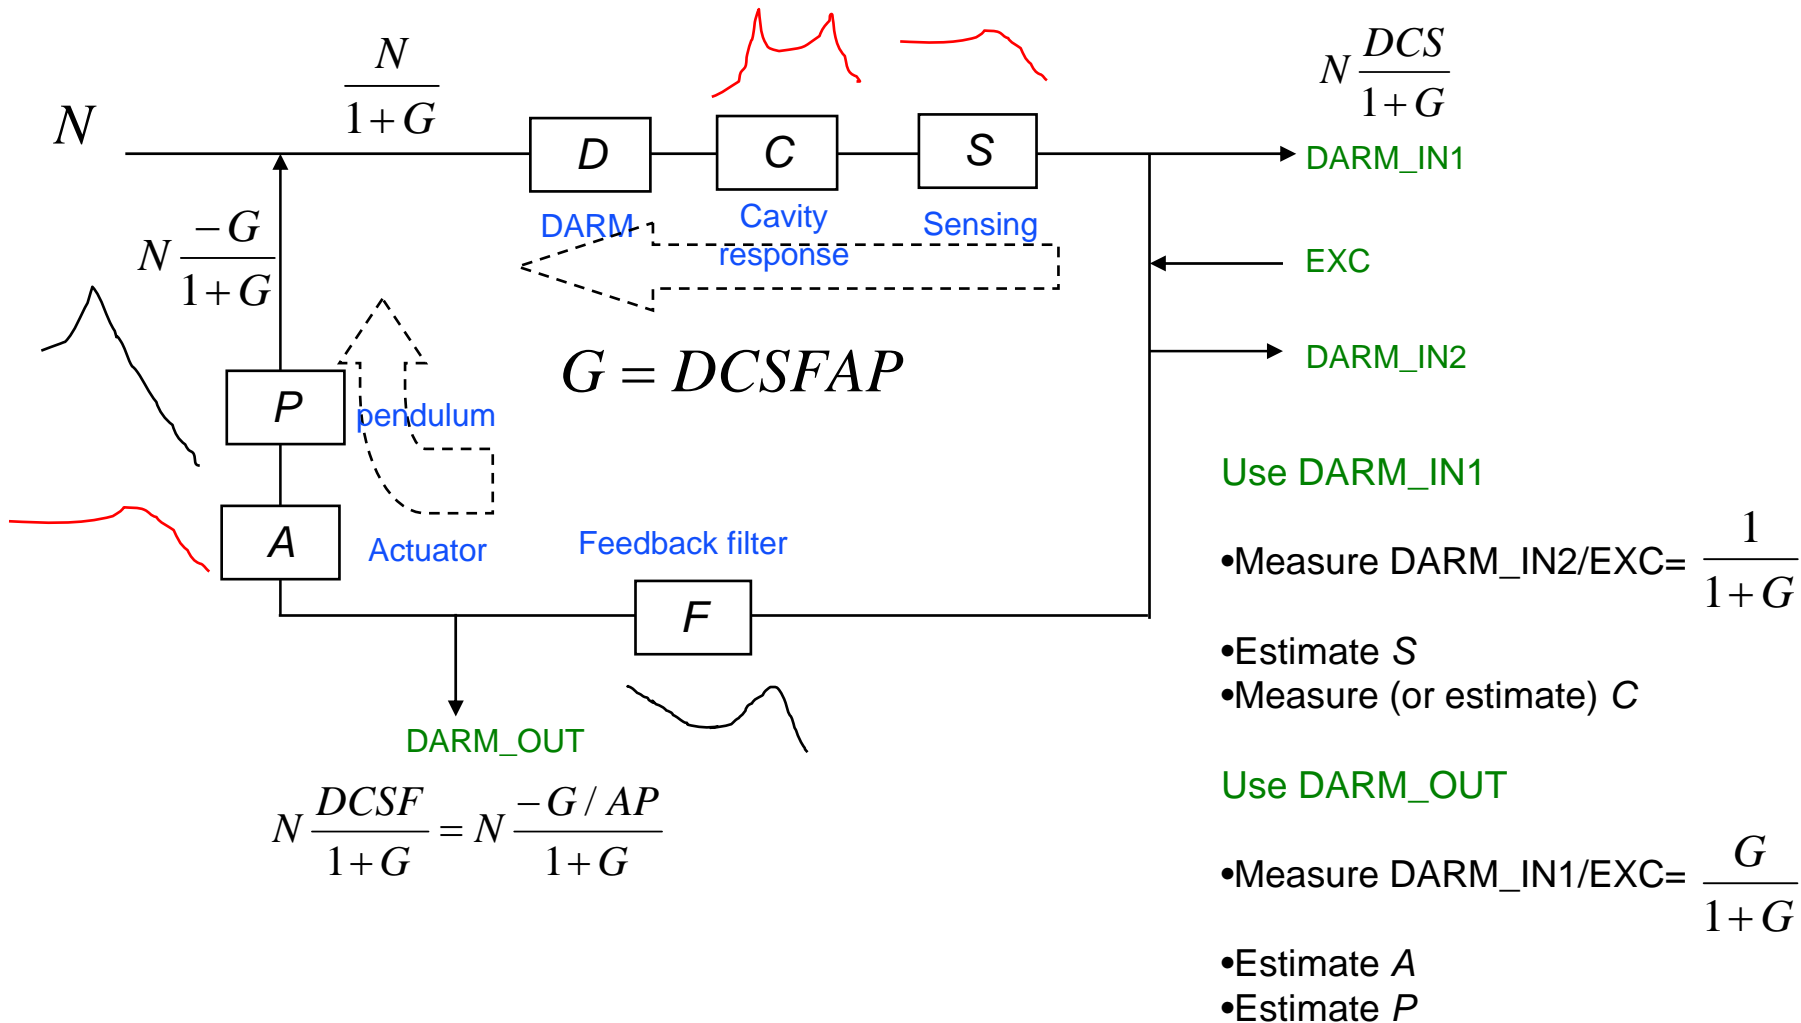 N
N/(1+G)
N DCS/(1+G)
D
C
S
DARM_IN1
DARM
Cavity
response
Sensing
N −G/(1+G)
EXC
G = DCSFAP
DARM_IN2
P
pendulum
A
Actuator
Feedback filter
F
DARM_OUT
N DCSF/(1+G) = N −G / AP/(1+G)
Use DARM_IN1
•Measure DARM_IN2/EXC= 1/(1+G)
•Estimate S
•Measure (or estimate) C
Use DARM_OUT
•Measure DARM_IN1/EXC= G/(1+G)
•Estimate A
•Estimate P